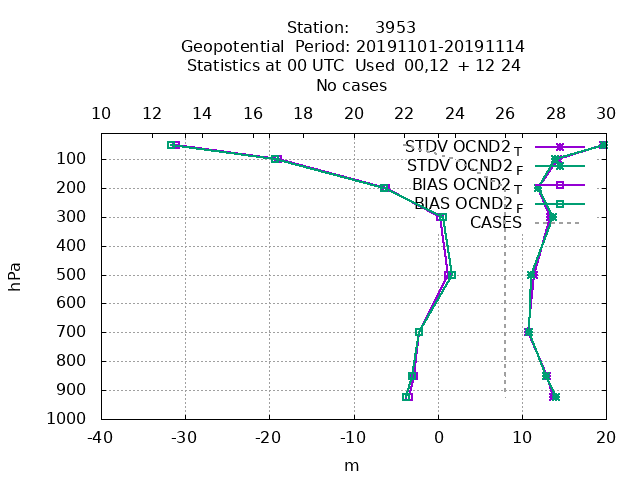 Station: 3953
Geopotential Period: 20191101-20191114
Statistics at 00 UTC Used 00,12 + 12 24
No cases
10 12 14 16 18 20 22 24 26 28 30
STDV OCND2 T
STDV OCND2 F
BIAS OCND2 T
BIAS OCND2 F
CASES
100
200
300
400
500
600
700
800
900
1000
hPa
-40 -30 -20 -10 0 10 20
m